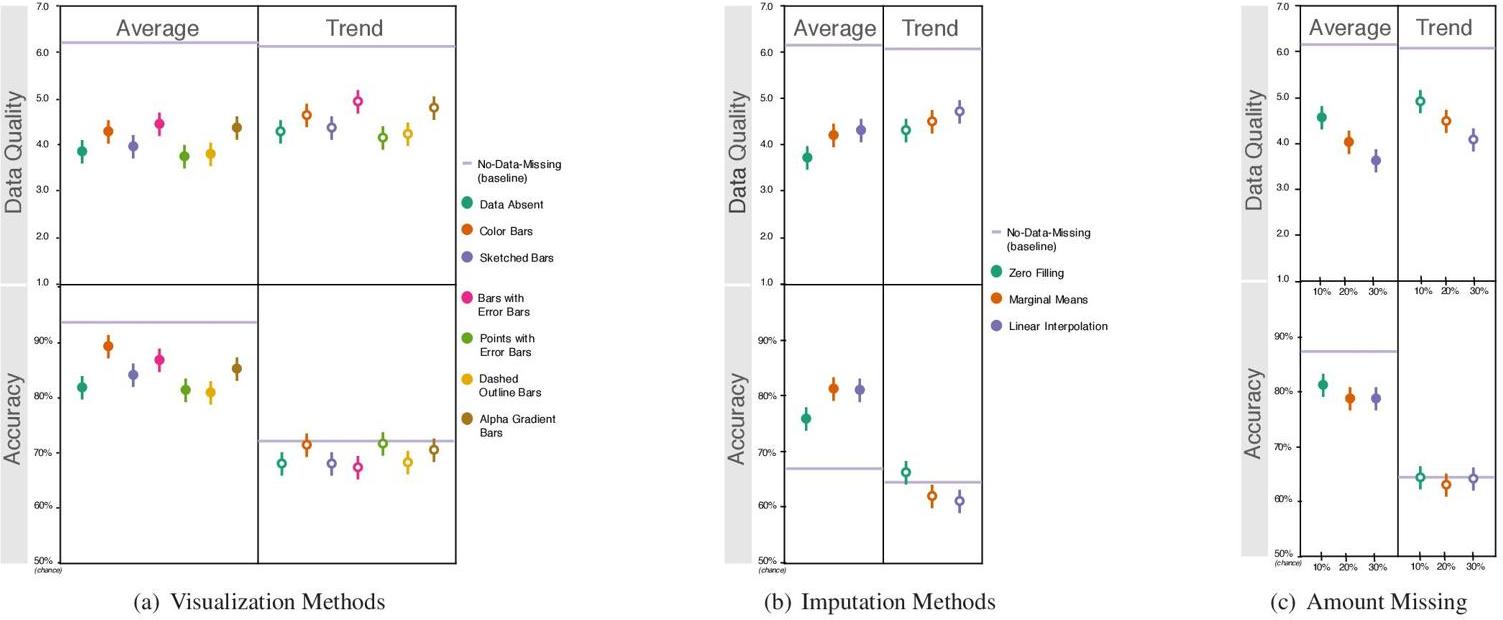 7.0
Average
Trend
6.0
5.0
4.0
3.0
2.0
1.0
Data Quality
90%
80%
70%
60%
50%
(chance)
Accuracy
No-Data-Missing
(baseline)
Data Absent
Color Bars
Sketched Bars
Bars with
Error Bars
Points with
Error Bars
Dashed
Outline Bars
Alpha Gradient
Bars
(a) Visualization Methods
7.0
Average
Trend
6.0
5.0
4.0
3.0
2.0
1.0
Data Quality
90%
80%
70%
60%
50%
(chance)
Accuracy
No-Data-Missing
(baseline)
Zero Filling
Marginal Means
Linear Interpolation
(b) Imputation Methods
7.0
Average
Trend
6.0
5.0
4.0
3.0
2.0
1.0
Data Quality
10% 20% 30% 10% 20% 30%
90%
80%
70%
60%
50%
(chance)
Accuracy
10% 20% 30% 10% 20% 30%
(c) Amount Missing